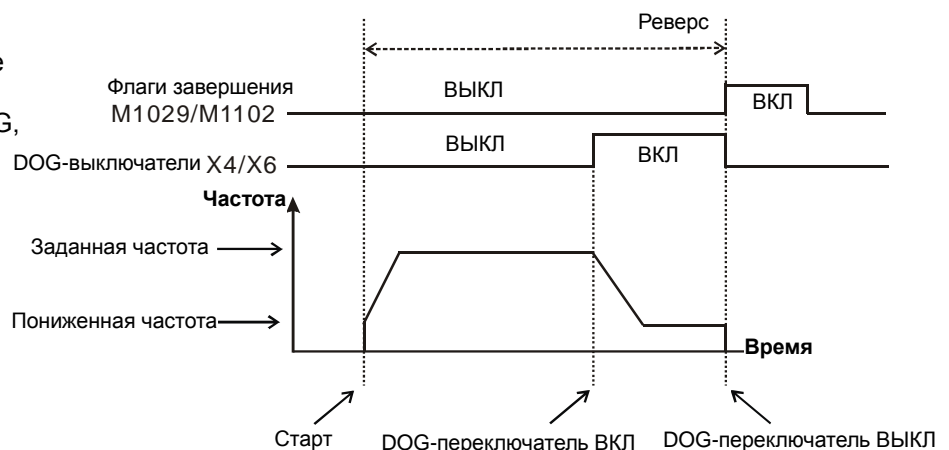 Реверс
е
Флаги завершения
ВЫКЛ
ВКЛ
M1029/M1102
G,
ВЫКЛ
ВКЛ
DOG-выключатели X4/X6
Частота
Заданная частота
Пониженная частота
Время
Старт
DOG-переключатель ВКЛ
DOG-переключатель ВЫКЛ